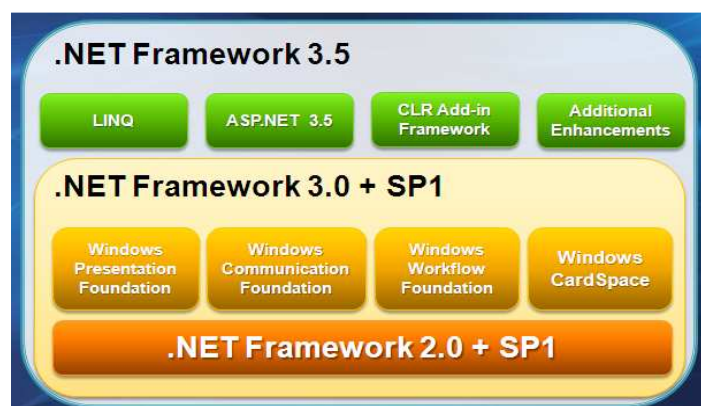 .NET Framework 3.5
LINQ
ASP.NET 3.5
CLR Add-in
Framework
Additional
Enhancements
.NET Framework 3.0 + SP1
Windows
Presentation
Foundation
Windows
Communication
Foundation
Windows
Workflow
Foundation
Windows
CardSpace
.NET Framework 2.0 + SP1